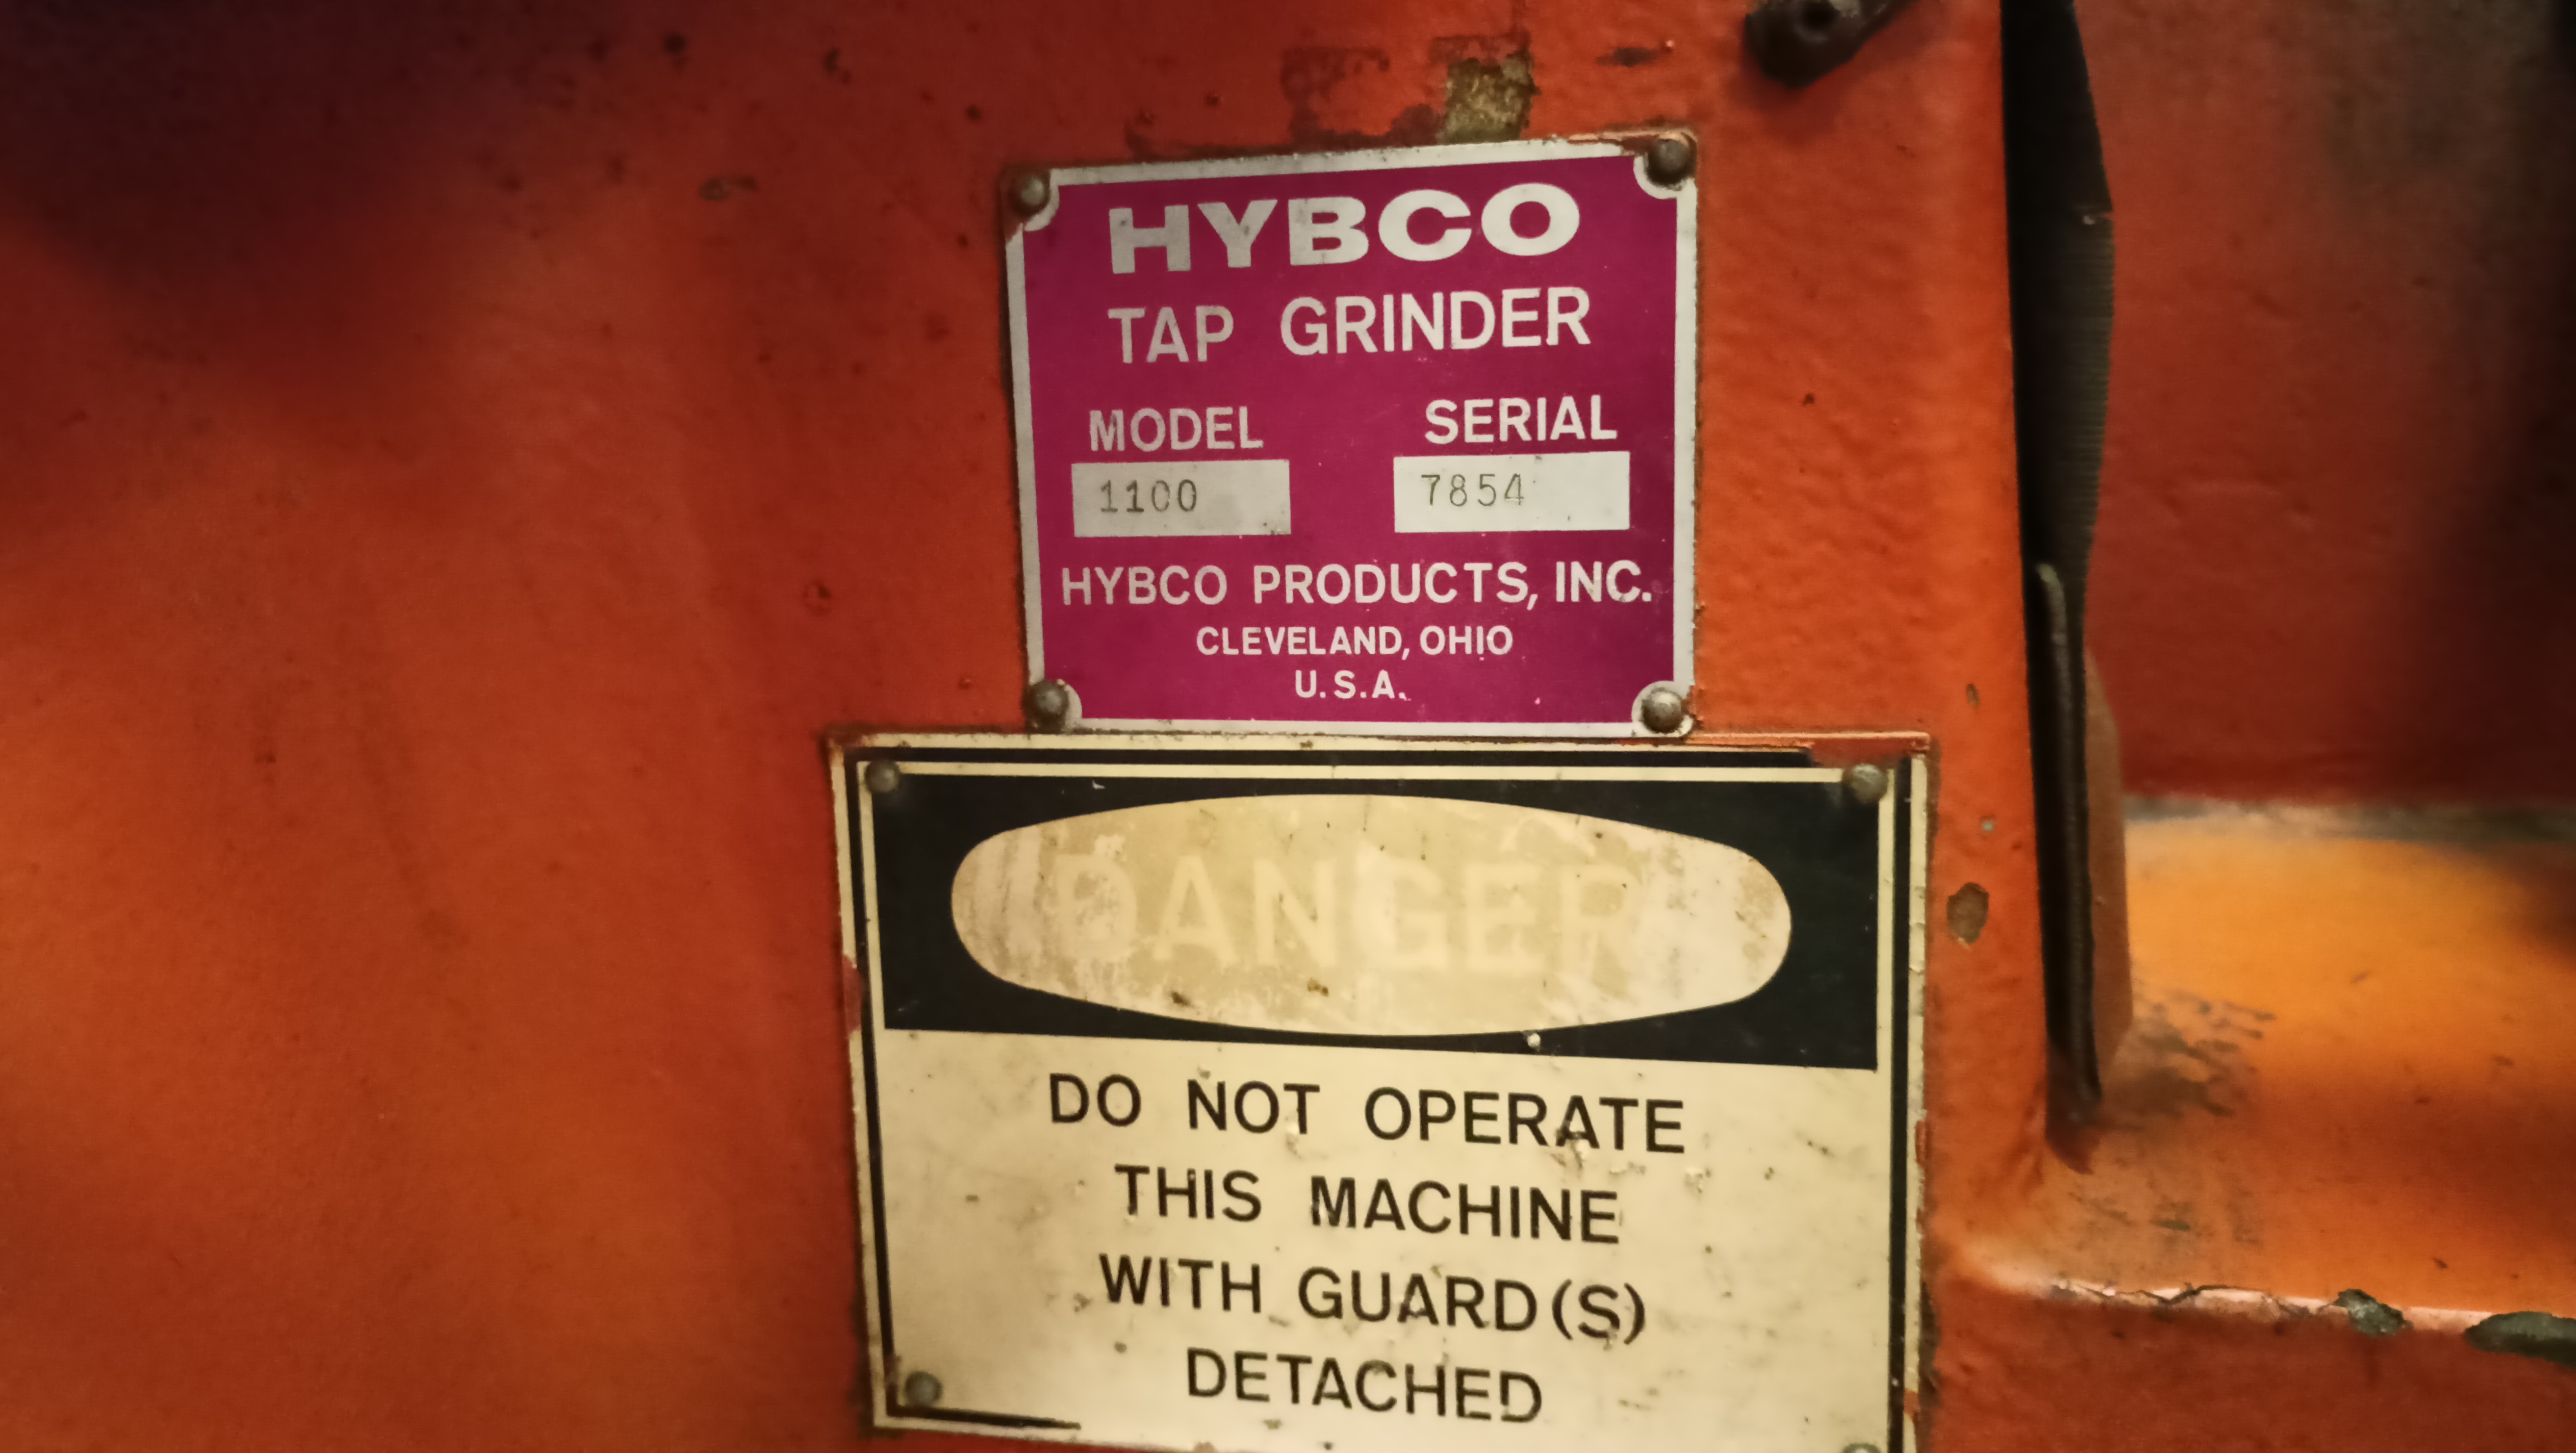 HYBCO
TAP GRINDER
MODEL SERIAL
1100 7854
HYBCO PRODUCTS, INC.
CLEVELAND, OHIO
U.S.A.
DANGER
DO NOT OPERATE
THIS MACHINE
WITH GUARD(S)
DETACHED